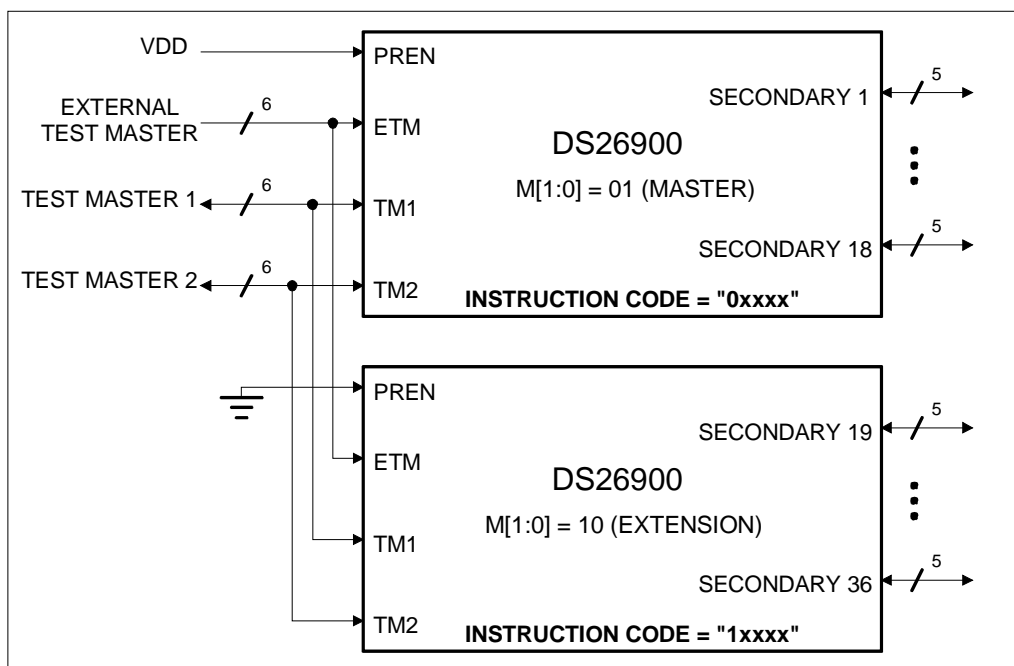 VDD
PREN
EXTERNAL
TEST MASTER
6
ETM
TEST MASTER 1
6
TM1
TEST MASTER 2
6
TM2
DS26900
M[1:0] = 01 (MASTER)
SECONDARY 1
5
SECONDARY 18
5
INSTRUCTION CODE = "0xxxx"
PREN
ETM
TM1
TM2
DS26900
M[1:0] = 10 (EXTENSION)
SECONDARY 19
5
SECONDARY 36
5
INSTRUCTION CODE = "1xxxx"